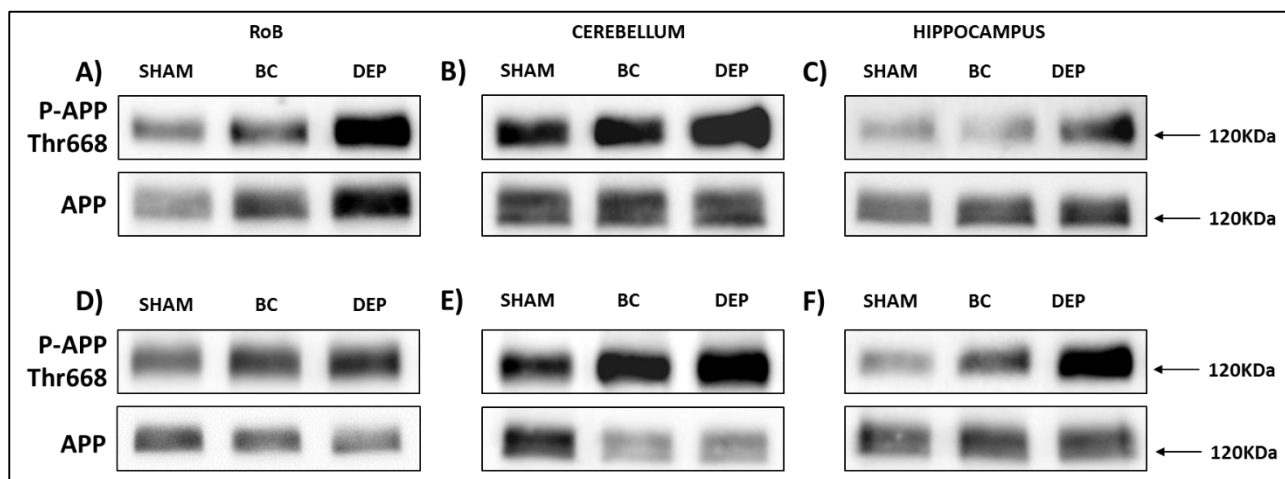 RoB CEREBELLUM HIPPOCAMPUS
A) SHAM BC DEP B) SHAM BC DEP C) SHAM BC DEP
P-APP
Thr668
120KDa
APP
120KDa
D) SHAM BC DEP E) SHAM BC DEP F) SHAM BC DEP
P-APP
Thr668
120KDa
APP
120KDa